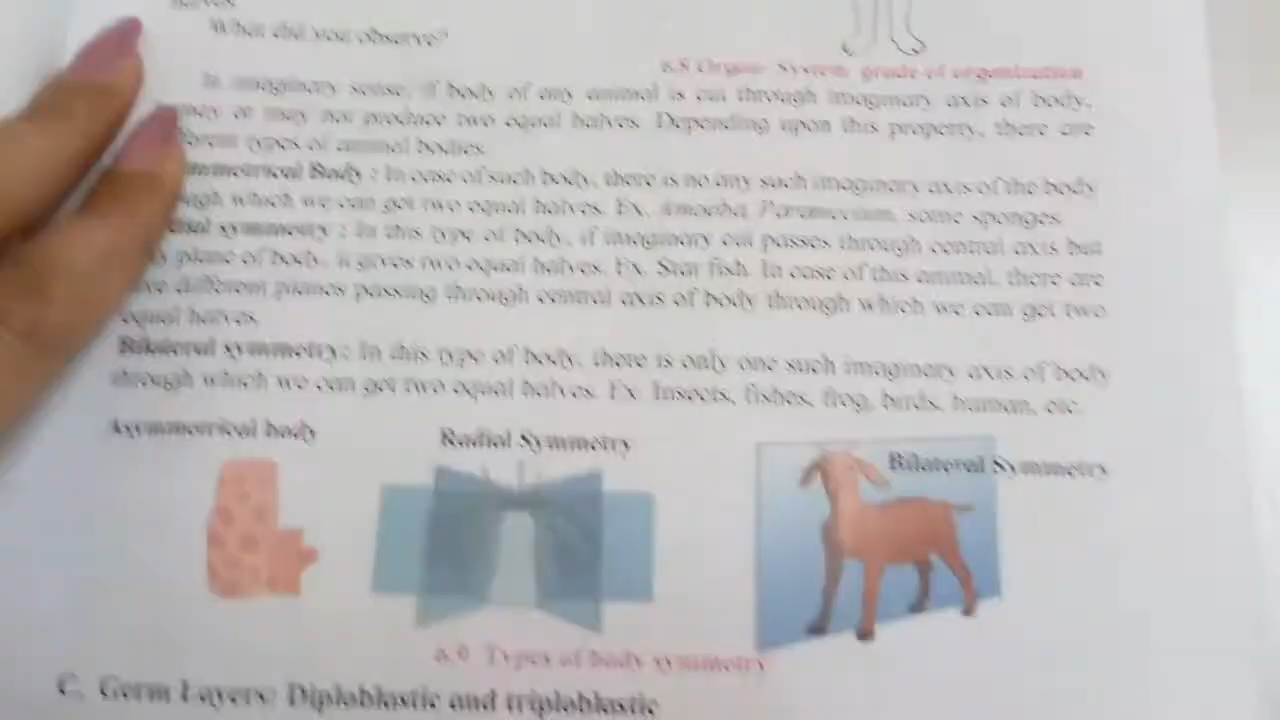 What did you observe?
6.8 Organ- System grade of organization
In imaginary sense, if body of any animal is cut through imaginary axis of body,
may or may not produce two equal halves. Depending upon this property, there are
types of animal bodies.
Body : In case of such body, there is no any such imaginary axis of the body
which we can get two equal halves. Ex. Amoeba, Paramecium, some sponges.
symmetry : In this type of body, if imaginary cut passes through central axis but
plane of body, it gives two equal halves. Ex. Star fish. In case of this animal, there are
different planes passing through central axis of body through which we can get two
equal halves.
Bilateral symmetry: In this type of body, there is only one such imaginary axis of body
through which we can get two equal halves. Ex. Insects, fishes, frog, birds, human, etc.
Asymmetrical body
Radial Symmetry
Bilateral Symmetry
6.9 Types of body symmetry
C. Germ Layers: Diploblastic and triploblastic